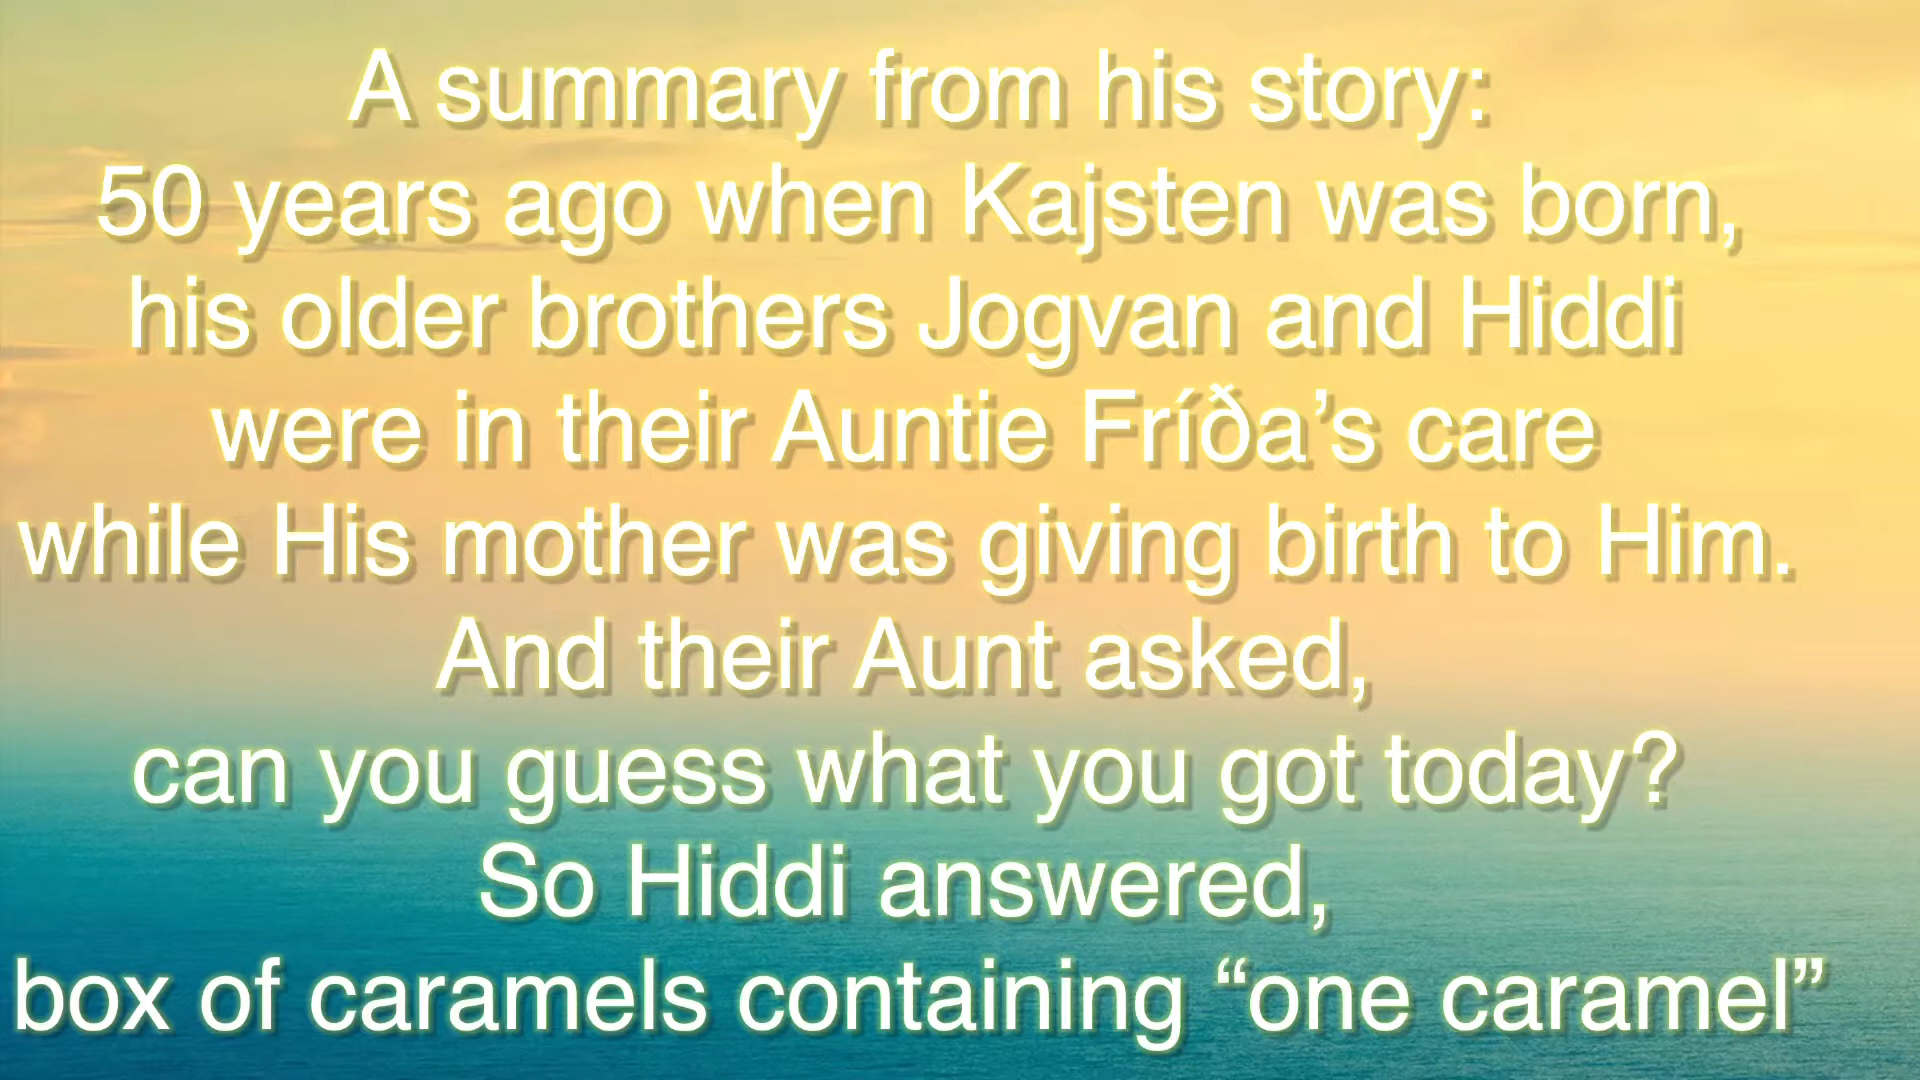 A summary from his story:
50 years ago when Kajsten was born,
his older brothers Jogvan and Hiddi
were in their Auntie Fríða’s care
while His mother was giving birth to Him.
And their Aunt asked,
can you guess what you got today?
So Hiddi answered,
box of caramels containing “one caramel”